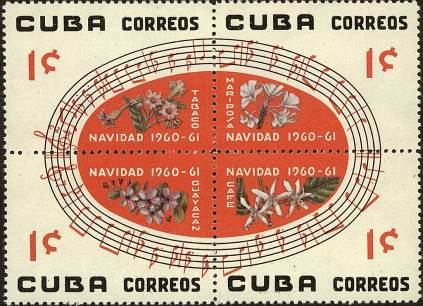 CUBA CORREOS
1¢
TABACO
NAVIDAD 1960-61
CUBA CORREOS
1¢
MARIPOSA
NAVIDAD 1960-61
NAVIDAD 1960-61
GUAYACAN
1¢
CUBA CORREOS
NAVIDAD 1960-61
CAFE
1¢
CUBA CORREOS